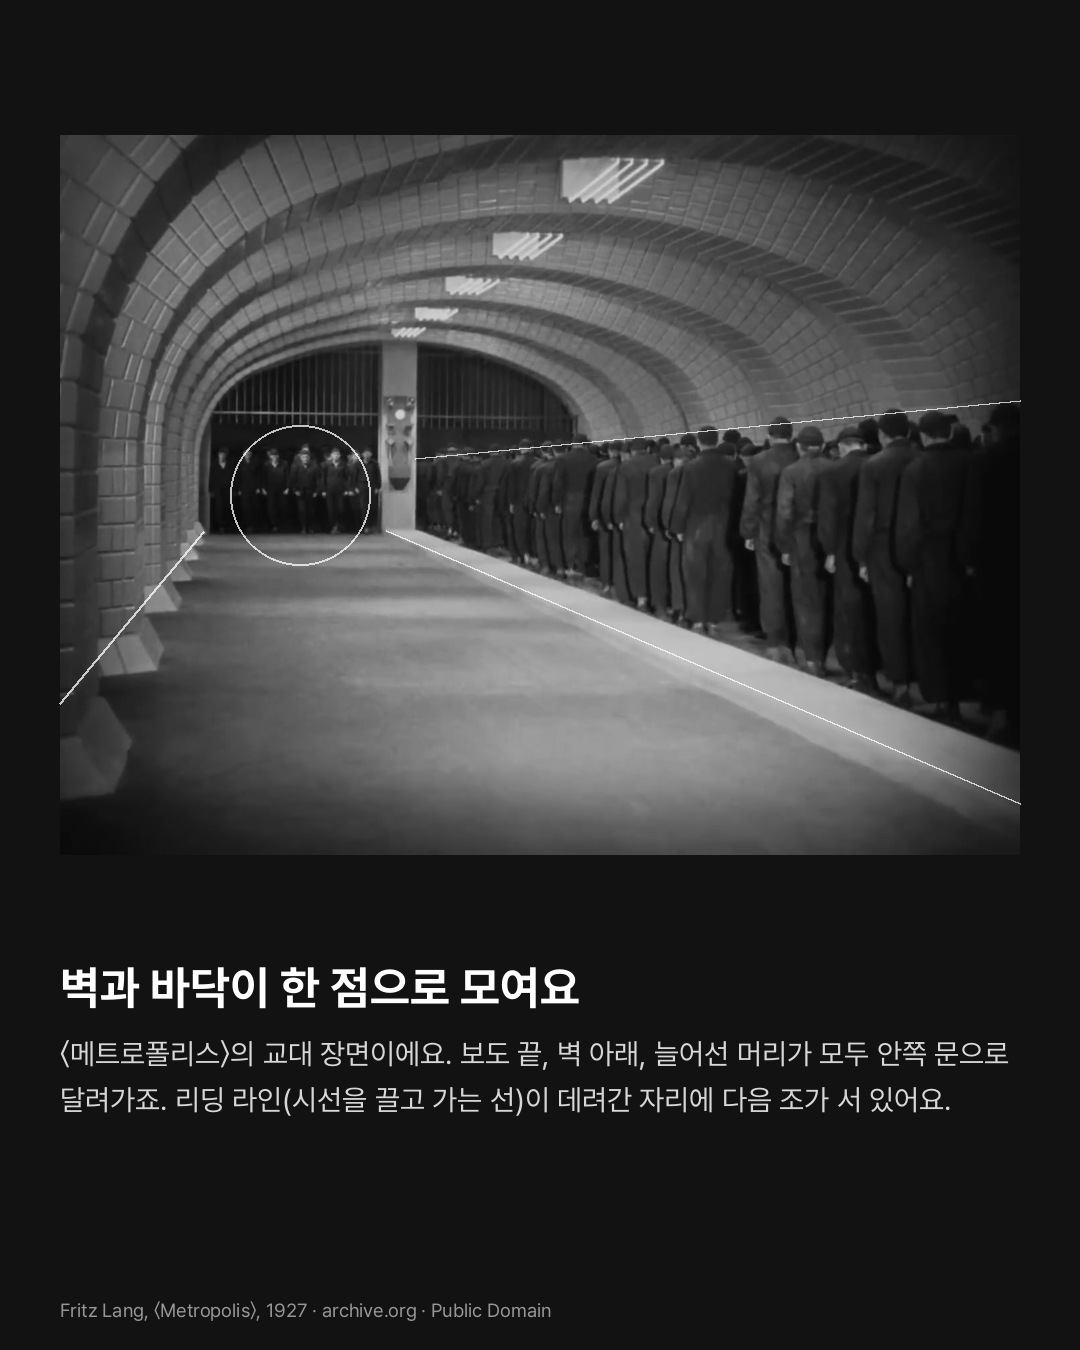 벽과 바닥이 한 점으로 모여요
〈메트로폴리스〉의 교대 장면이에요. 보도 끝, 벽 아래, 늘어선 머리가 모두 안쪽 문으로
달려가죠. 리딩 라인(시선을 끌고 가는 선)이 데려간 자리에 다음 조가 서 있어요.
Fritz Lang, 〈Metropolis〉, 1927 · archive.org · Public Domain